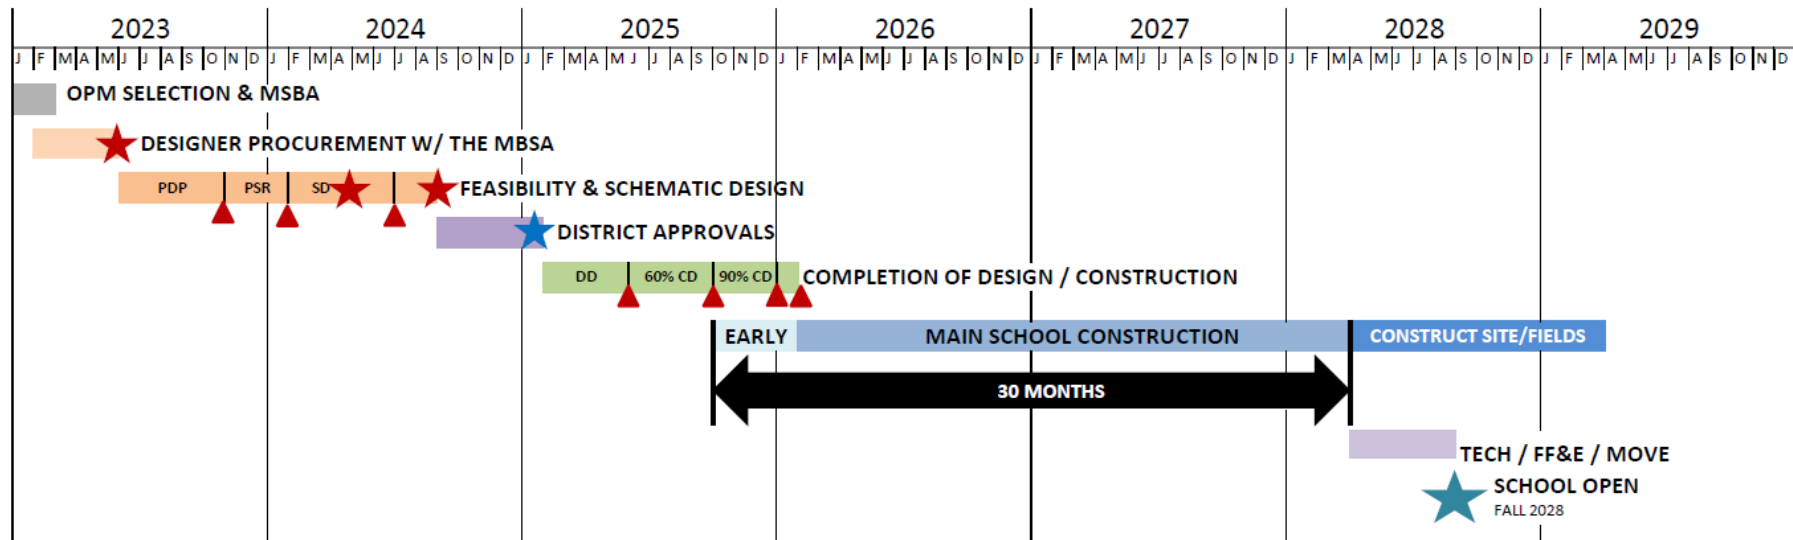 2023 2024 2025 2026 2027 2028 2029
J F M A M J J A S O N D J F M A M J J A S O N D J F M A M J J A S O N D J F M A M J J A S O N D J F M A M J J A S O N D J F M A M J J A S O N D J F M A M J J A S O N D
OPM SELECTION & MSBA
DESIGNER PROCUREMENT W/ THE MBSA
PDP PSR SD FEASIBILITY & SCHEMATIC DESIGN
DISTRICT APPROVALS
DD 60% CD 90% CD COMPLETION OF DESIGN / CONSTRUCTION
EARLY MAIN SCHOOL CONSTRUCTION CONSTRUCT SITE/FIELDS
30 MONTHS
TECH / FF&E / MOVE
SCHOOL OPEN
FALL 2028